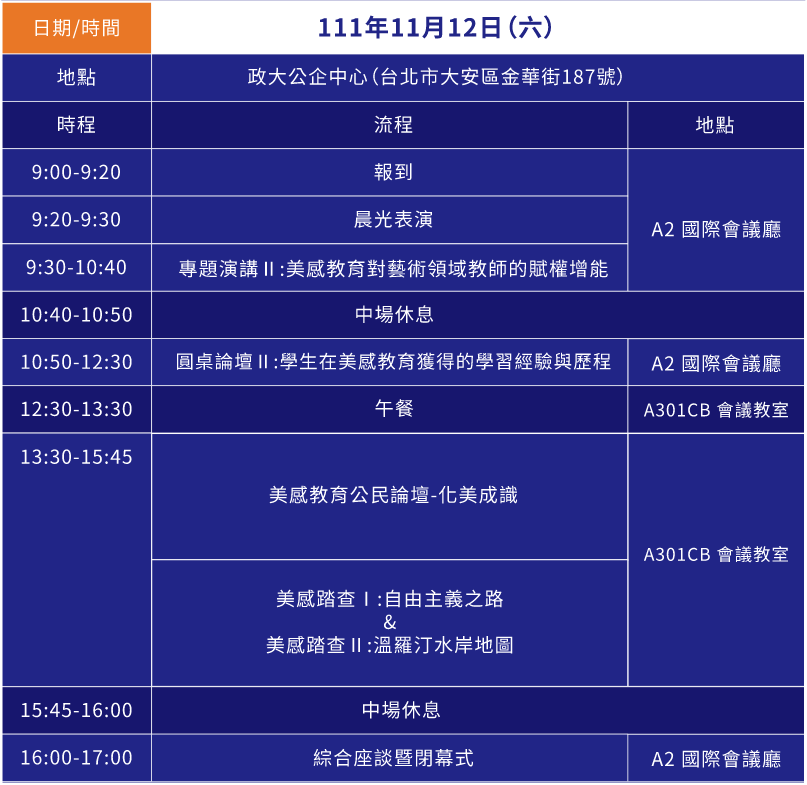 日期/時間
111年11月12日(六)
地點
政大公企中心(台北市大安區金華街187號)
時程
流程
地點
9:00-9:20
報到
9:20-9:30
晨光表演
A2 國際會議廳
9:30-10:40
專題演講Ⅱ:美感教育對藝術領域教師的賦權增能
10:40-10:50
中場休息
10:50-12:30
圓桌論壇Ⅱ:學生在美感教育獲得的學習經驗與歷程
A2 國際會議廳
12:30-13:30
午餐
A301CB 會議教室
13:30-15:45
美感教育公民論壇-化美成識
A301CB 會議教室
美感踏查Ⅰ:自由主義之路
&
美感踏查Ⅱ:溫羅汀水岸地圖
15:45-16:00
中場休息
16:00-17:00
綜合座談暨閉幕式
A2 國際會議廳